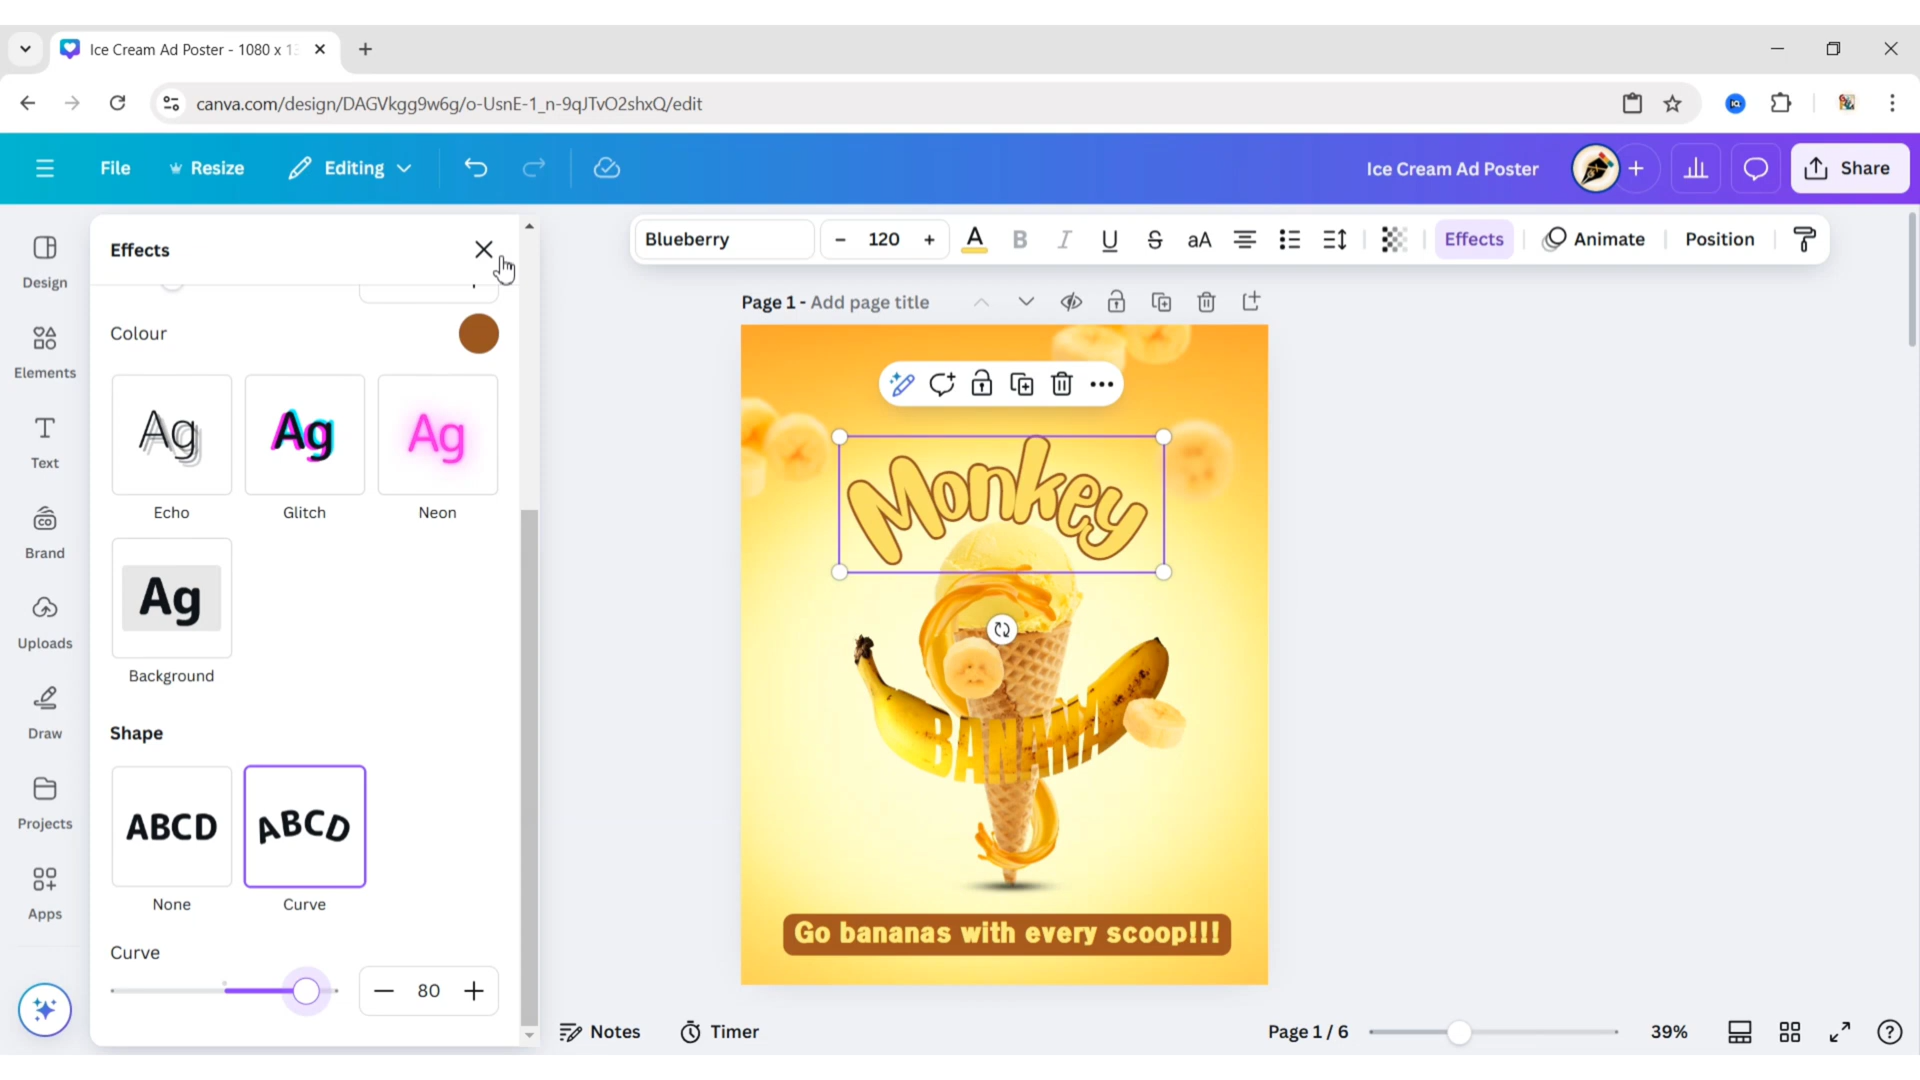 Ice Cream Ad Poster - 1080 x 13
canva.com/design/DAGVkgg9w6g/o-UsnE-1_n-9qJTvO2shxQ/edit
File
Resize
Editing
Ice Cream Ad Poster
Share
Design
Elements
Text
Brand
Uploads
Draw
Projects
Apps
Effects
Colour
Ag
Ag
Ag
Echo
Glitch
Neon
Ag
Background
Shape
ABCD
ABCD
None
Curve
Curve
80
Blueberry
120
A
B
I
U
S
aA
Effects
Animate
Position
Page 1 - Add page title
Monkey
BANANA
Go bananas with every scoop!!!
Notes
Timer
Page 1 / 6
39%